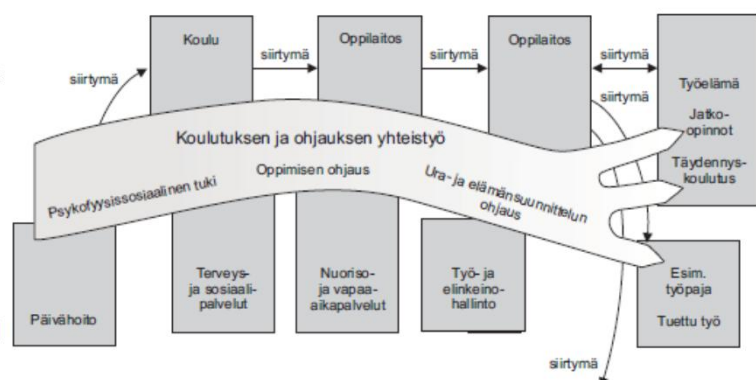 Koulu
Oppilaitos
Oppilaitos
siirtymä
siirtymä
siirtymä
siirtymä
siirtymä
Työelämä
Jatko-
opinnot
Täydennys-
koulutus
Koulutuksen ja ohjauksen yhteistyö
Psykofyysissosiaalinen tuki
Oppimisen ohjaus
Ura- ja elämänsuunnittelun
ohjaus
Päivähoito
Terveys-
ja sosiaali-
palvelut
Nuoriso-
ja vapaa-
aikapalvelut
Työ- ja
elinkeino-
hallinto
Esim.
työpaja
Tuettu työ
siirtymä